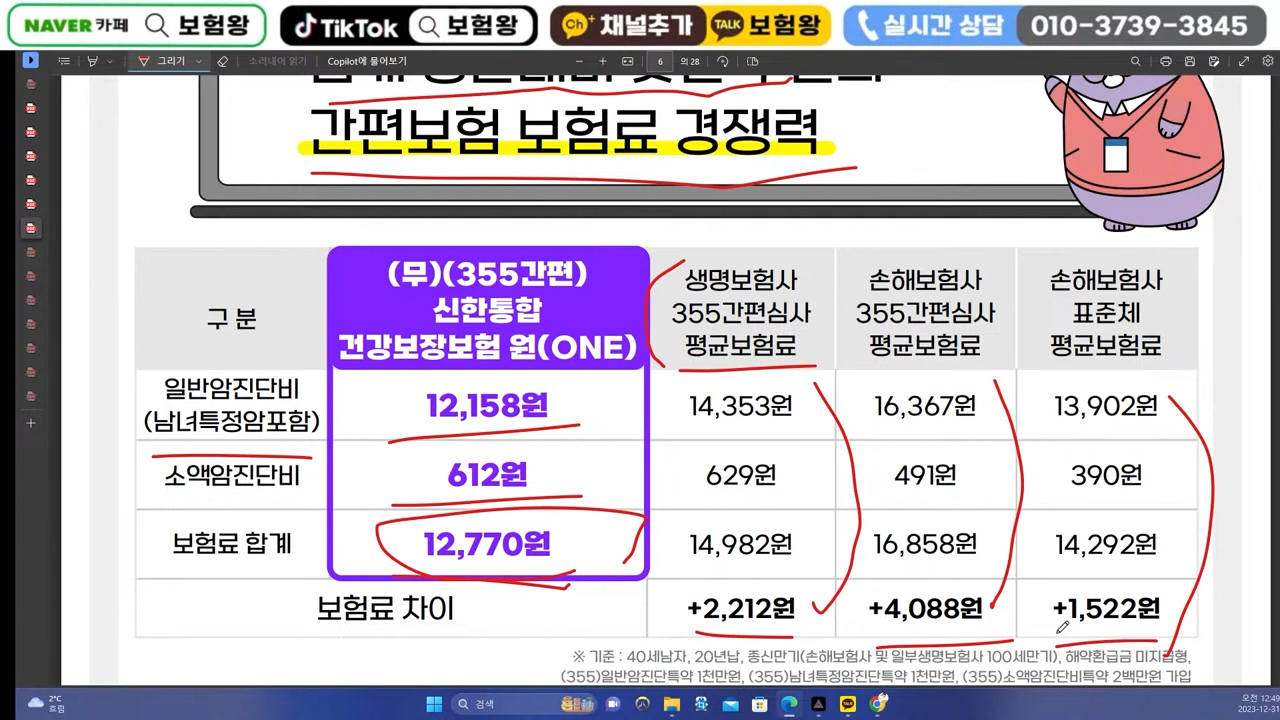 NAVER 카페 보험왕 TikTok 보험왕 Ch+ 채널추가 TALK 보험왕 실시간 상담 010-3739-3845
그리기 소리내어 읽기 Copilot에 물어보기 6 의 28
간편보험 보험료 경쟁력
구 분
(무)(355간편)
신한통합
건강보장보험 원(ONE)
생명보험사
355간편심사
평균보험료
손해보험사
355간편심사
평균보험료
손해보험사
표준체
평균보험료
일반암진단비
(남녀특정암포함)
12,158원 14,353원 16,367원 13,902원
소액암진단비 612원 629원 491원 390원
보험료 합계 12,770원 14,982원 16,858원 14,292원
보험료 차이 +2,212원 +4,088원 +1,522원
※ 기준 : 40세남자, 20년납, 종신만기(손해보험사 및 일부생명보험사 100세만기), 해약환급금 미지급형,
(355)일반암진단특약 1천만원, (355)남녀특정암진단특약 1천만원, (355)소액암진단비특약 2백만원 가입
2°C
흐림
검색
오전 12:49
2023-12-31